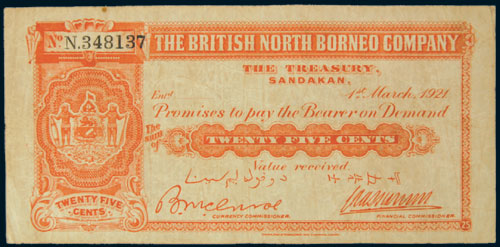 No N.348137
THE BRITISH NORTH BORNEO COMPANY
THE TREASURY,
SANDAKAN,
Entd 1st March, 1921
Promises to pay the Bearer on Demand
The sum of TWENTY FIVE CENTS
Value received
CURRENCY COMMISSIONER. FINANCIAL COMMISSIONER.
TWENTY FIVE
CENTS
25